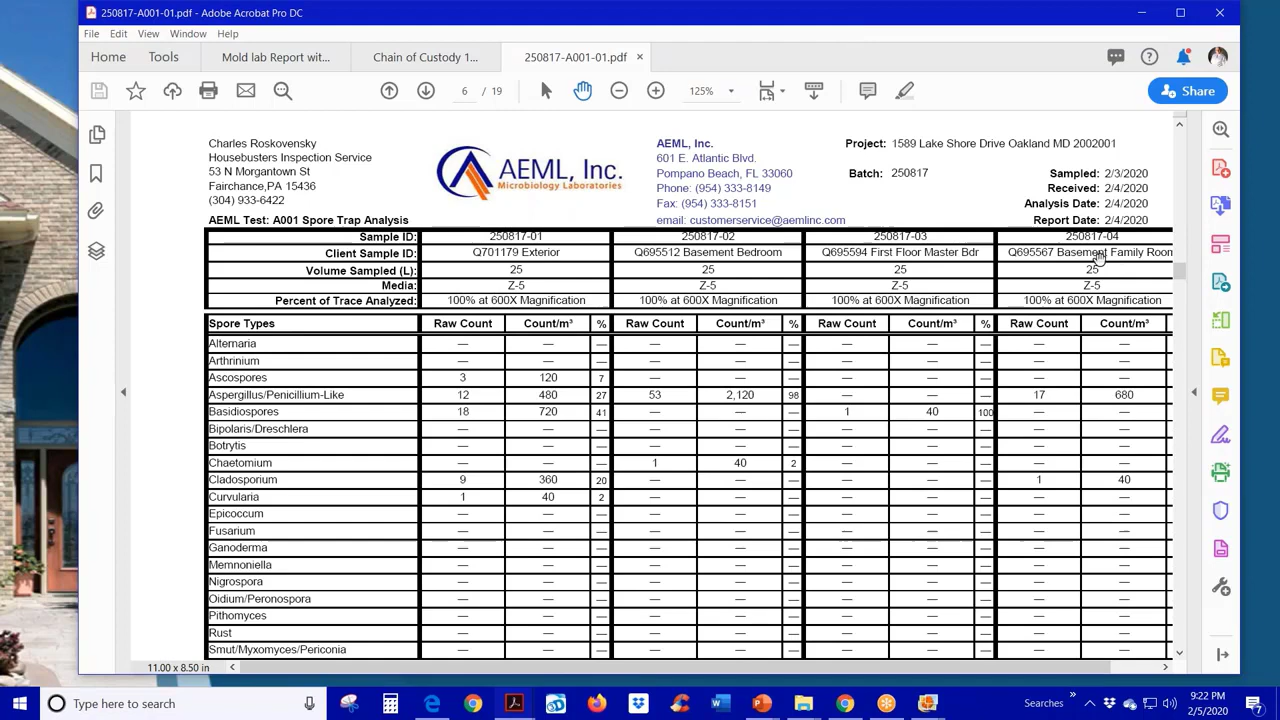 250817-A001-01.pdf - Adobe Acrobat Pro DC
File Edit View Window Help
Home Tools Mold lab Report wit... Chain of Custody 1... 250817-A001-01.pdf ×
6 / 19 125% Share
Charles Roskovensky
Housebusters Inspection Service
53 N Morgantown St
Fairchance,PA 15436
(304) 933-6422
AEML Test: A001 Spore Trap Analysis
AEML, Inc.
Microbiology Laboratories
AEML, Inc.
601 E. Atlantic Blvd.
Pompano Beach, FL 33060
Phone: (954) 333-8149
Fax: (954) 333-8151
email: customerservice@aemlinc.com
Project: 1589 Lake Shore Drive Oakland MD 2002001
Batch: 250817
Sampled: 2/3/2020
Received: 2/4/2020
Analysis Date: 2/4/2020
Report Date: 2/4/2020
Sample ID: 250817-01 250817-02 250817-03 250817-04
Client Sample ID: Q701179 Exterior Q695512 Basement Bedroom Q695594 First Floor Master Bdr Q695567 Basement Family Room
Volume Sampled (L): 25 25 25 25
Media: Z-5 Z-5 Z-5 Z-5
Percent of Trace Analyzed: 100% at 600X Magnification 100% at 600X Magnification 100% at 600X Magnification 100% at 600X Magnification
Spore Types Raw Count Count/m³ % Raw Count Count/m³ % Raw Count Count/m³ % Raw Count Count/m³
Alternaria — — — — — — — — — — —
Arthrinium — — — — — — — — — — —
Ascospores 3 120 7 — — — — — — — —
Aspergillus/Penicillium-Like 12 480 27 53 2,120 98 — — — 17 680
Basidiospores 18 720 41 — — — 1 40 100 — —
Bipolaris/Dreschlera — — — — — — — — — — —
Botrytis — — — — — — — — — — —
Chaetomium — — — 1 40 2 — — — — —
Cladosporium 9 360 20 — — — — — — 1 40
Curvularia 1 40 2 — — — — — — — —
Epicoccum — — — — — — — — — — —
Fusarium — — — — — — — — — — —
Ganoderma — — — — — — — — — — —
Memnoniella — — — — — — — — — — —
Nigrospora — — — — — — — — — — —
Oidium/Peronospora — — — — — — — — — — —
Pithomyces — — — — — — — — — — —
Rust — — — — — — — — — — —
Smut/Myxomyces/Periconia — — — — — — — — — — —
11.00 x 8.50 in
Type here to search
Searches
9:22 PM
2/5/2020
7